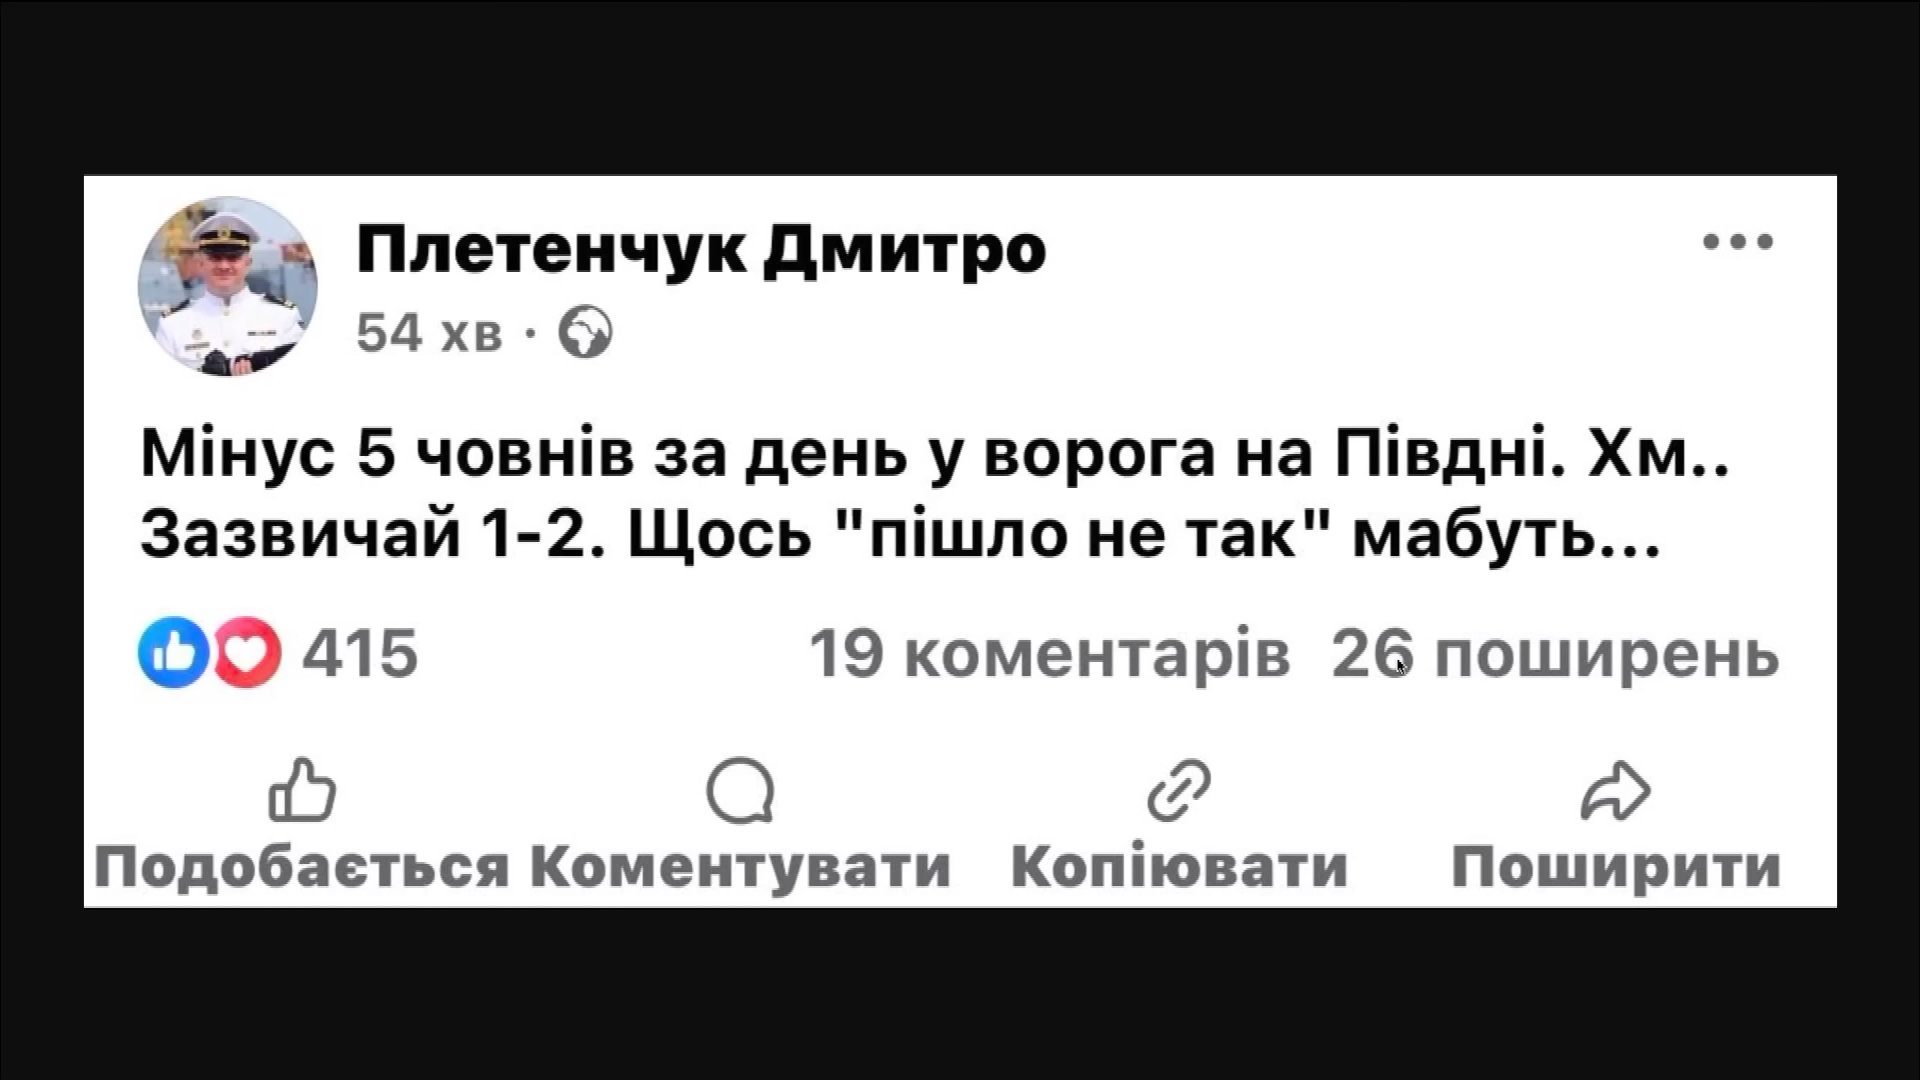 Плетенчук Дмитро
54 хв ·
Мінус 5 човнів за день у ворога на Півдні. Хм..
Зазвичай 1-2. Щось "пішло не так" мабуть...
415 19 коментарів 26 поширень
Подобається Коментувати Копіювати Поширити